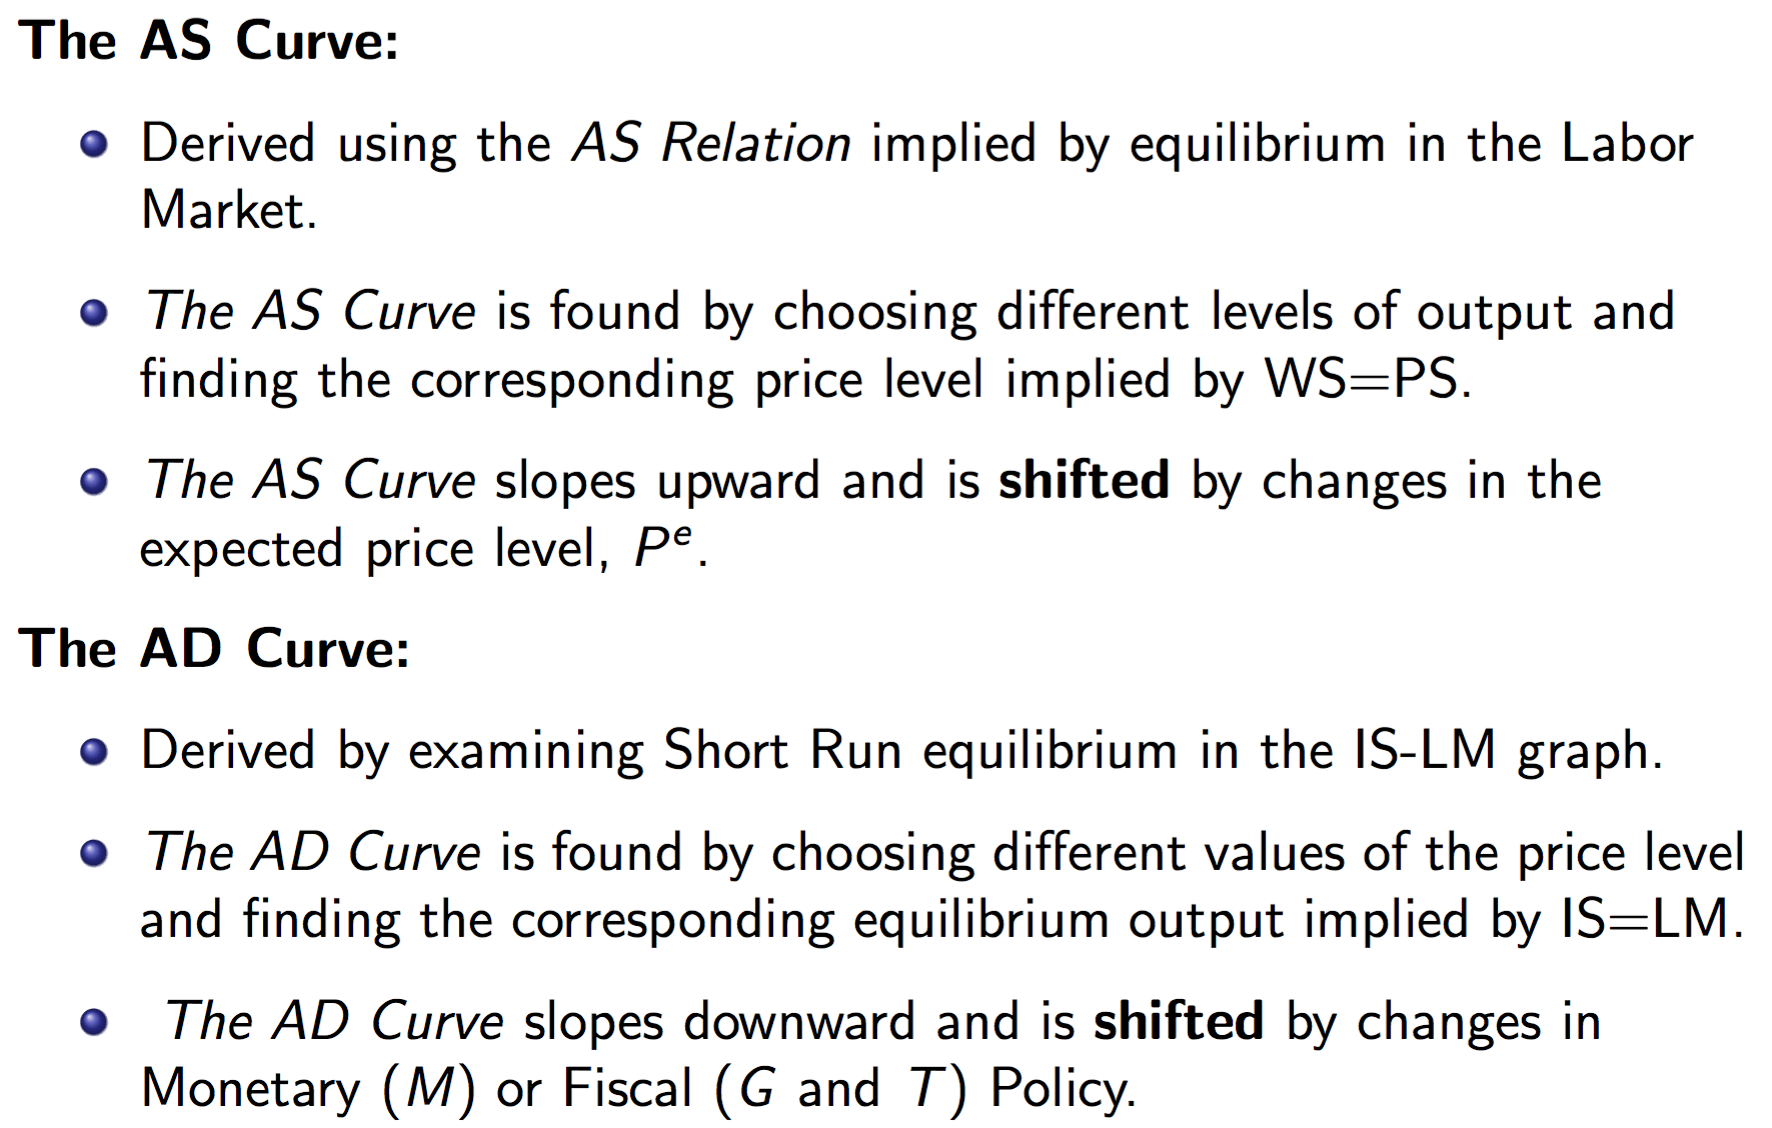 The AS Curve:
Derived using the AS Relation implied by equilibrium in the Labor
Market.
The AS Curve is found by choosing different levels of output and
finding the corresponding price level implied by WS=PS.
The AS Curve slopes upward and is shifted by changes in the
expected price level, Pᵉ.
The AD Curve:
Derived by examining Short Run equilibrium in the IS-LM graph.
The AD Curve is found by choosing different values of the price level
and finding the corresponding equilibrium output implied by IS=LM.
The AD Curve slopes downward and is shifted by changes in
Monetary (M) or Fiscal (G and T) Policy.